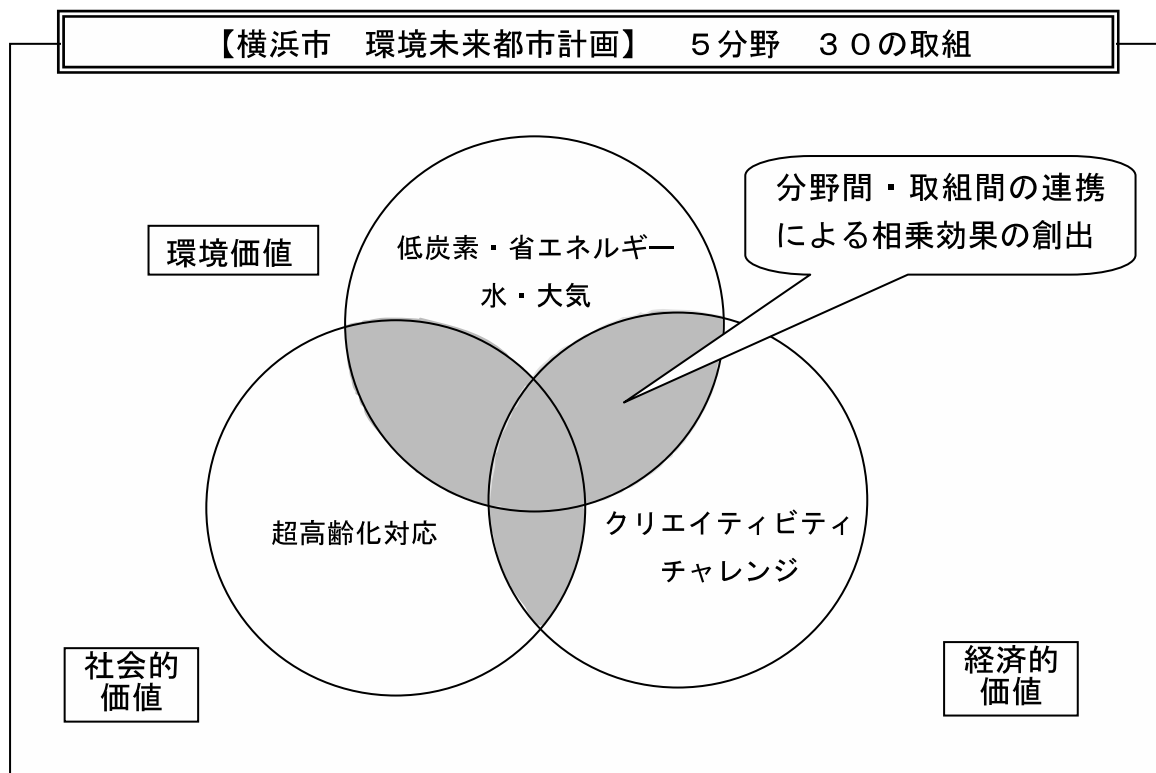 【横浜市　環境未来都市計画】　５分野　３０の取組
分野間・取組間の連携
による相乗効果の創出
環境価値
低炭素・省エネルギー
水・大気
超高齢化対応
クリエイティビティ
チャレンジ
社会的
価値
経済的
価値